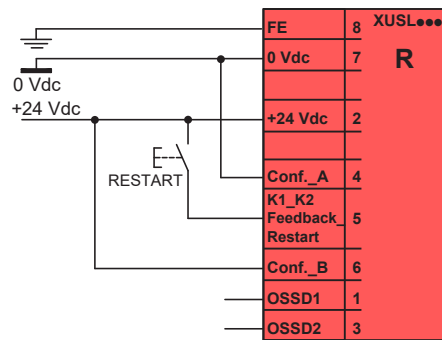 FE 8 XUSL●●●
0 Vdc 7 R
0 Vdc
+24 Vdc
+24 Vdc 2
RESTART
Conf._A 4
K1_K2
Feedback_ 5
Restart
Conf._B 6
OSSD1 1
OSSD2 3